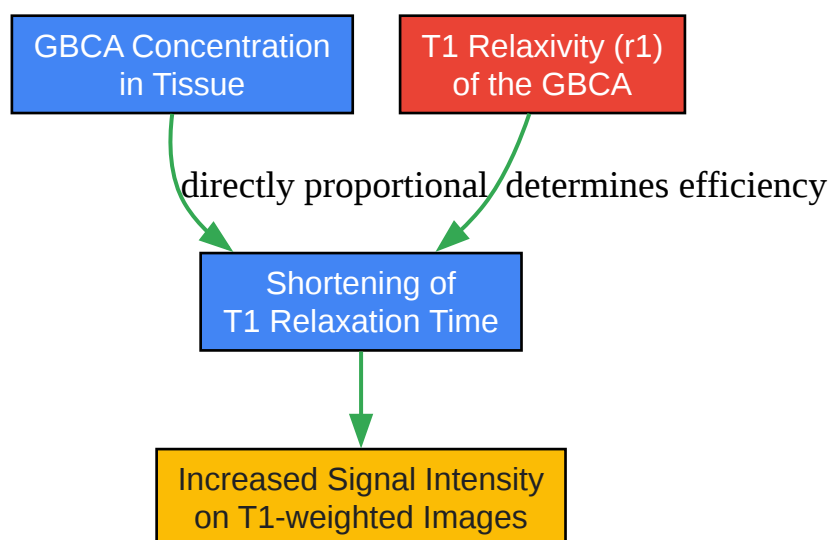 GBCA Concentration
in Tissue
T1 Relaxivity (r1)
of the GBCA
directly proportional
determines efficiency
Shortening of
T1 Relaxation Time
Increased Signal Intensity
on T1-weighted Images